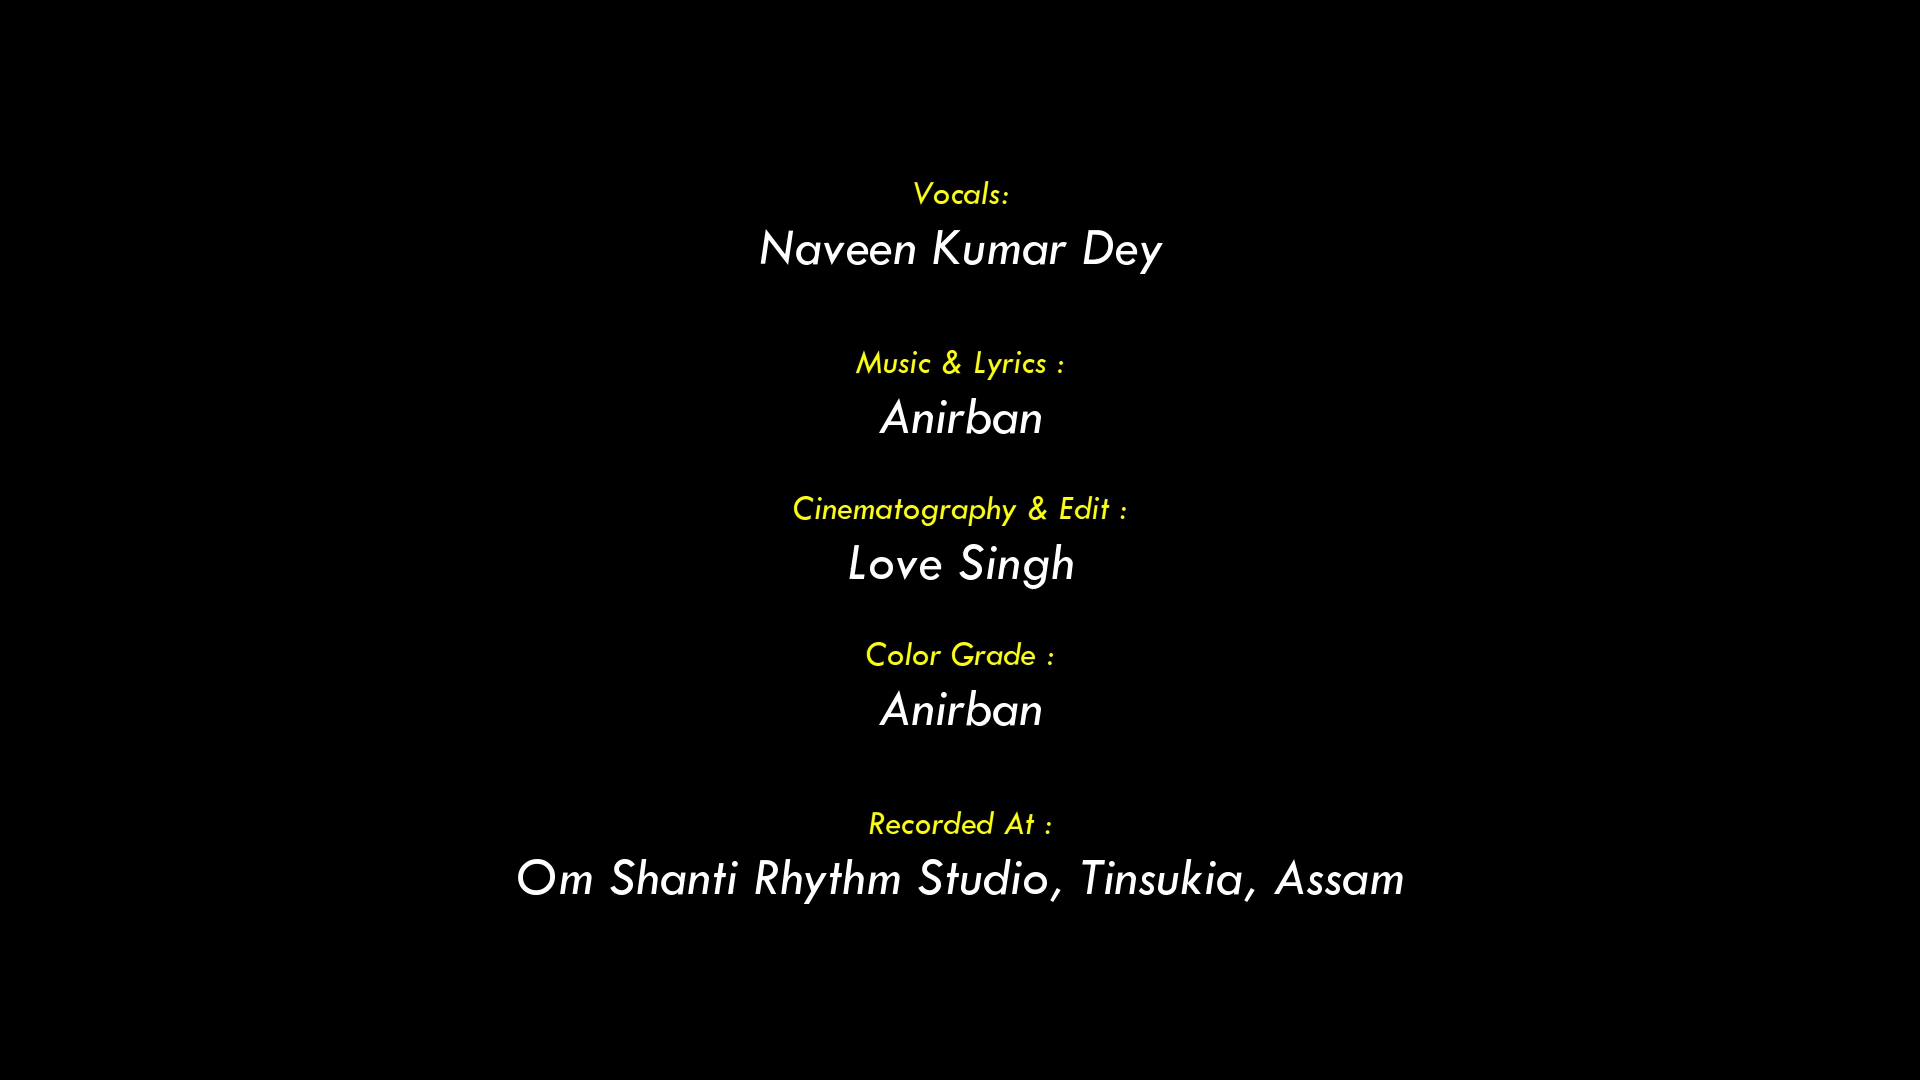 Vocals:
Naveen Kumar Dey
Music & Lyrics :
Anirban
Cinematography & Edit :
Love Singh
Color Grade :
Anirban
Recorded At :
Om Shanti Rhythm Studio, Tinsukia, Assam